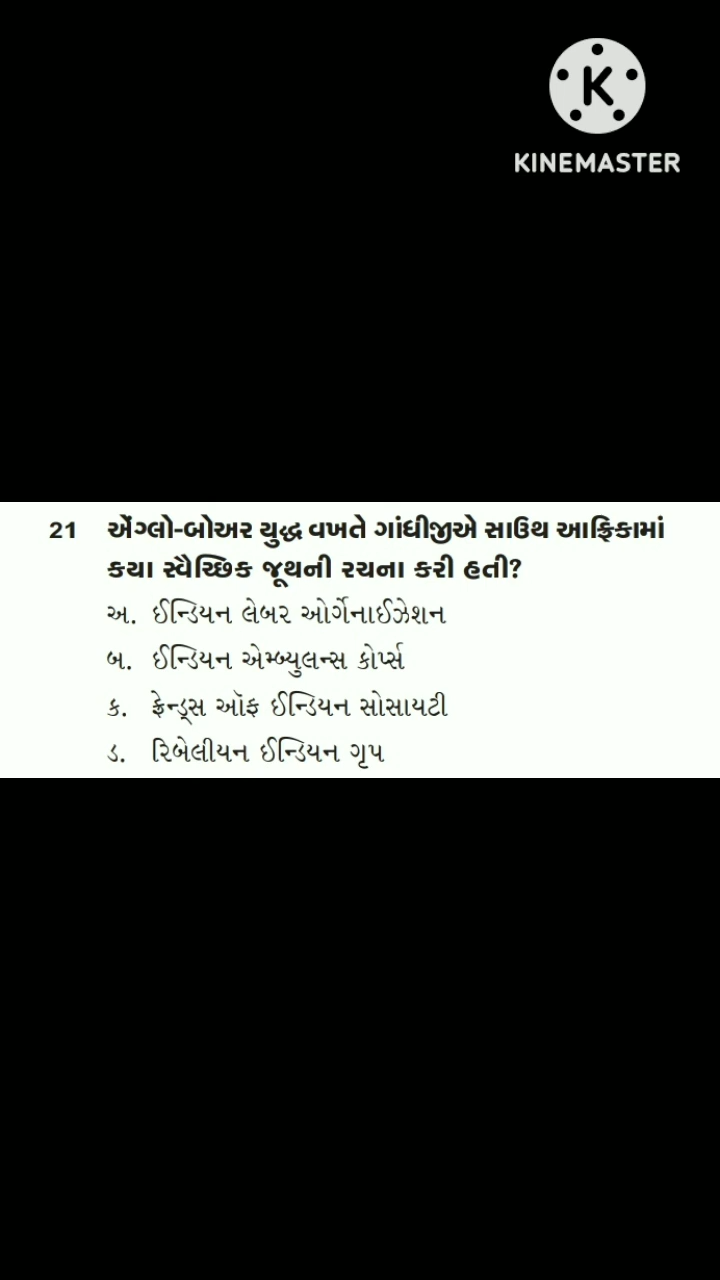 K
KINEMASTER
21 ઍંગ્લો-બોઅર યુદ્ધ વખતે ગાંધીજીએ સાઉથ આફ્રિકામાં
કયા સ્વૈચ્છિક જૂથની રચના કરી હતી?
અ. ઈન્ડિયન લેબર ઓર્ગેનાઈઝેશન
બ. ઈન્ડિયન એમ્બ્યુલન્સ કોર્પ્સ
ક. ફ્રેન્ડ્સ ઑફ ઈન્ડિયન સોસાયટી
ડ. રિબેલીયન ઈન્ડિયન ગૃપ